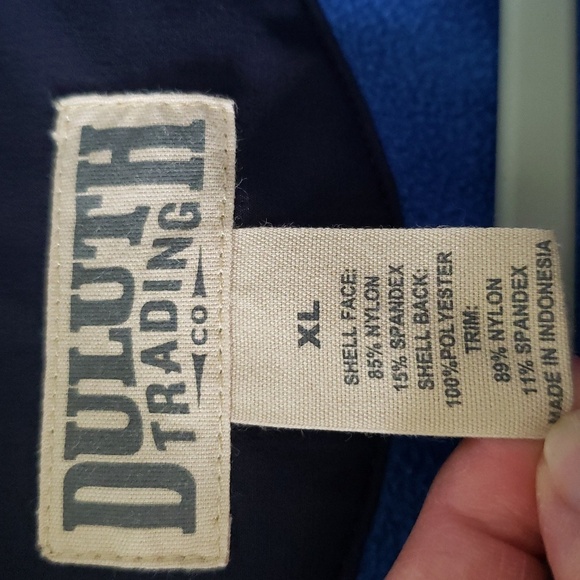 DULUTH
TRADING
CO
XL
SHELL FACE:
85% NYLON
15% SPANDEX
SHELL BACK:
100%POLYESTER
TRIM:
89% NYLON
11% SPANDEX
MADE IN INDONESIA